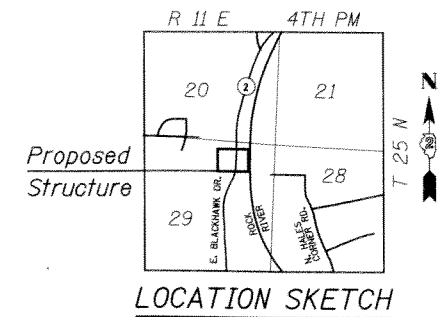 R 11 E 4TH PM
20
2
21
N
T 25 N
Proposed
Structure
28
29
E. BLACKHAWK DR.
ROCK
RIVER
N. HALES
CORNER RD.
LOCATION SKETCH